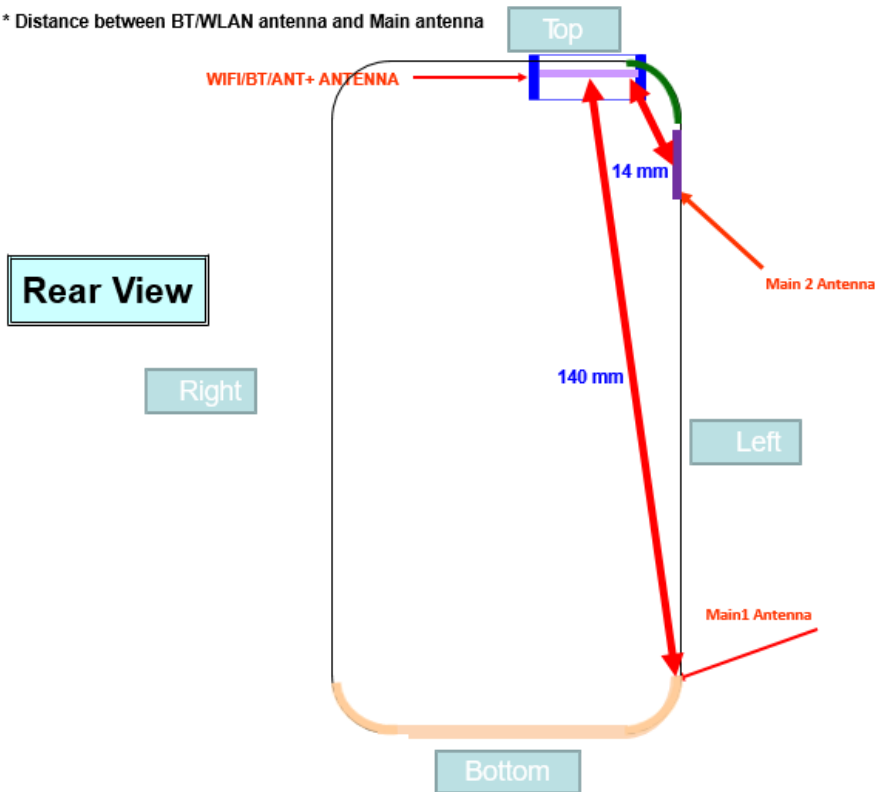 * Distance between BT/WLAN antenna and Main antenna
Top
WIFI/BT/ANT+ ANTENNA
14 mm
Rear View
Main 2 Antenna
140 mm
Right
Left
Main1 Antenna
Bottom